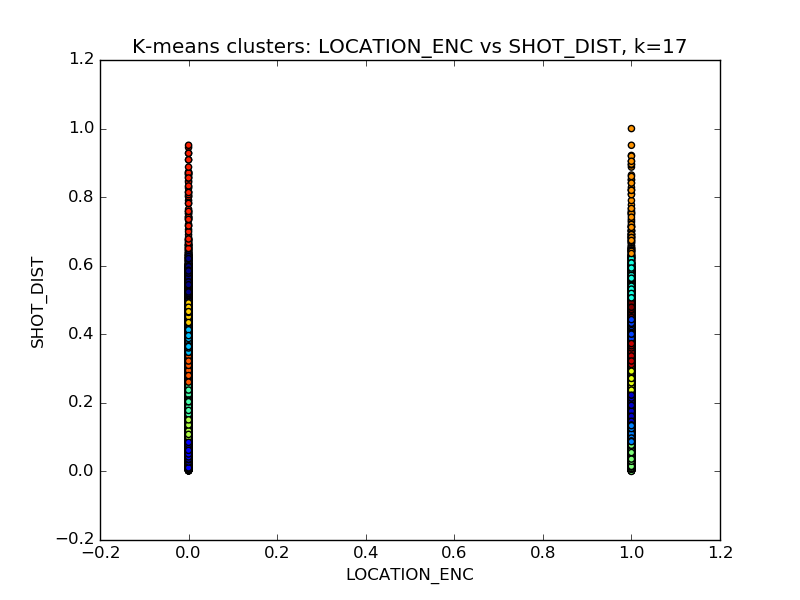 K-means clusters: LOCATION_ENC vs SHOT_DIST, k=17
1.2
1.0
0.8
0.6
0.4
0.2
0.0
−0.2
SHOT_DIST
−0.2 0.0 0.2 0.4 0.6 0.8 1.0 1.2
LOCATION_ENC